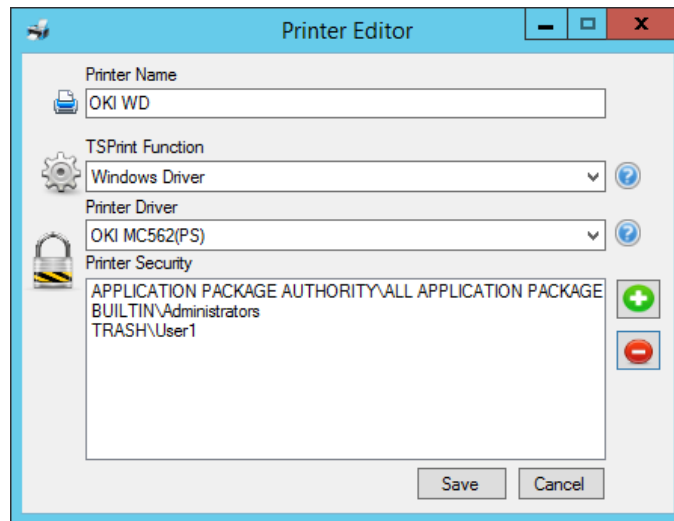 Printer Editor
Printer Name
OKI WD
TSPrint Function
Windows Driver
Printer Driver
OKI MC562(PS)
Printer Security
APPLICATION PACKAGE AUTHORITY\ALL APPLICATION PACKAGE
BUILTIN\Administrators
TRASH\User1
Save Cancel